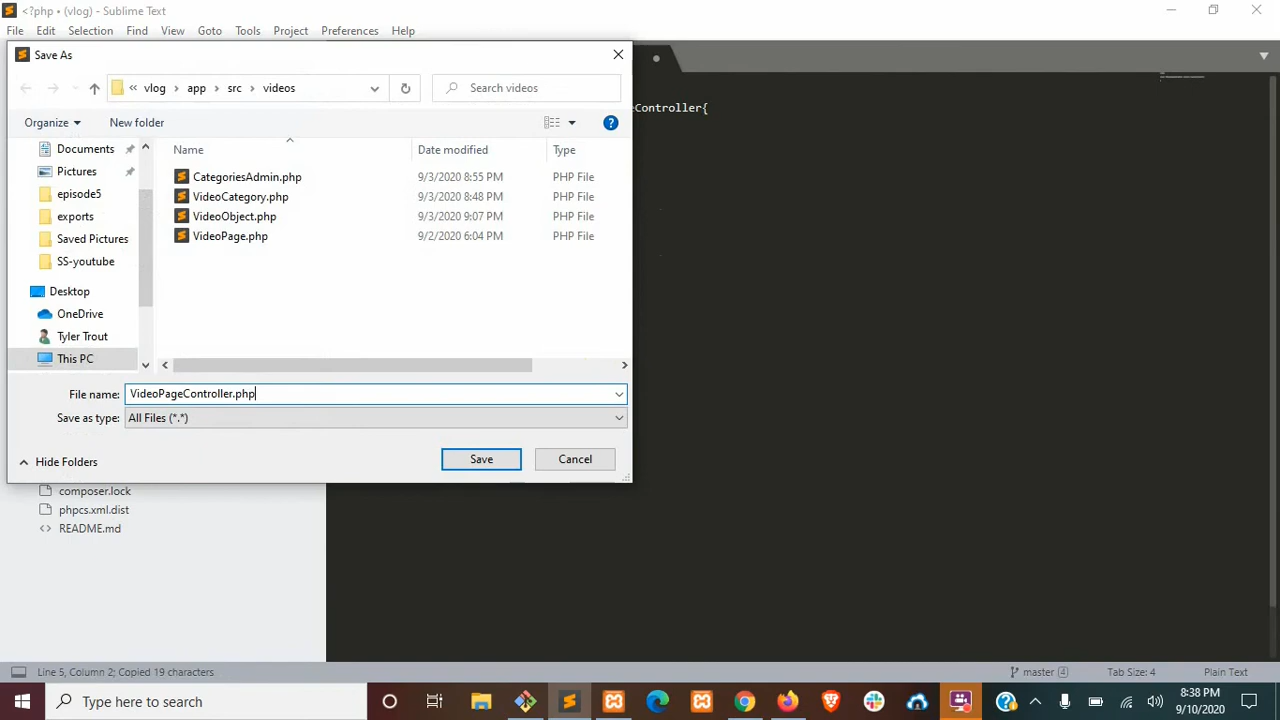 <?php • (vlog) - Sublime Text
File Edit Selection Find View Goto Tools Project Preferences Help
Save As
« vlog › app › src › videos
Search videos
Organize New folder
Name Date modified Type
Documents
Pictures
episode5
exports
Saved Pictures
SS-youtube
Desktop
OneDrive
Tyler Trout
This PC
CategoriesAdmin.php 9/3/2020 8:55 PM PHP File
VideoCategory.php 9/3/2020 8:48 PM PHP File
VideoObject.php 9/3/2020 9:07 PM PHP File
VideoPage.php 9/2/2020 6:04 PM PHP File
File name: VideoPageController.php
Save as type: All Files (*.*)
Hide Folders
Save Cancel
eController{
composer.lock
phpcs.xml.dist
README.md
Line 5, Column 2; Copied 19 characters
master 4
Tab Size: 4
Plain Text
Type here to search
8:38 PM
9/10/2020